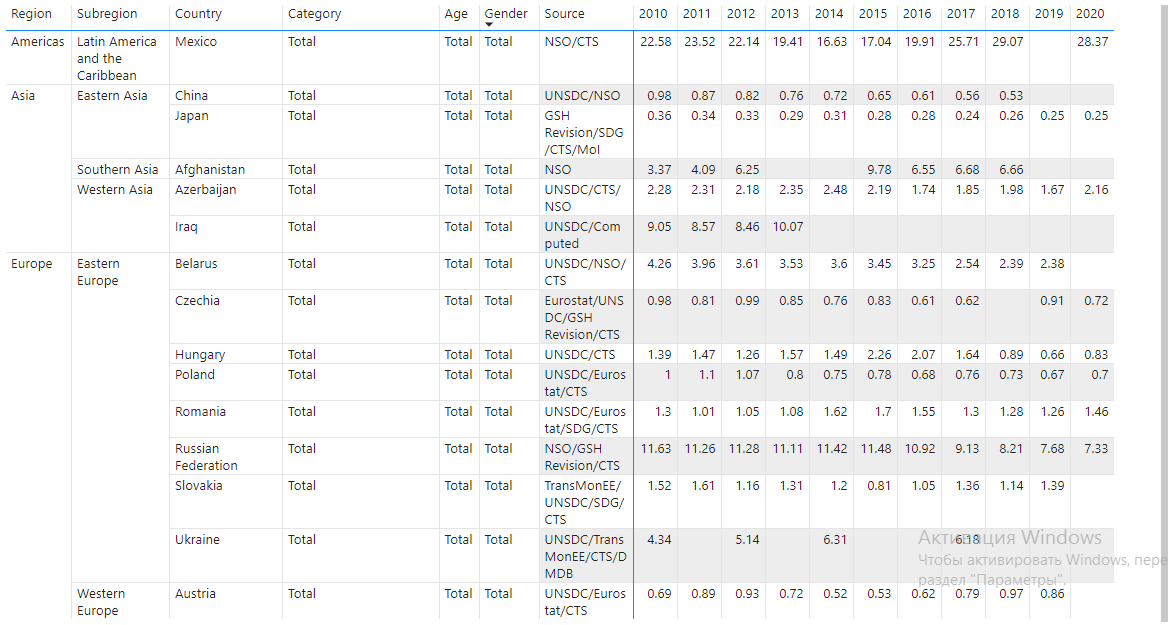 Region Subregion Country Category Age Gender Source 2010 2011 2012 2013 2014 2015 2016 2017 2018 2019 2020
Americas Latin America Mexico Total Total Total NSO/CTS 22.58 23.52 22.14 19.41 16.63 17.04 19.91 25.71 29.07 28.37
and the
Caribbean
Asia Eastern Asia China Total Total Total UNSDC/NSO 0.98 0.87 0.82 0.76 0.72 0.65 0.61 0.56 0.53
Japan Total Total Total GSH 0.36 0.34 0.33 0.29 0.31 0.28 0.28 0.24 0.26 0.25 0.25
Revision/SDG
/CTS/MoI
Southern Asia Afghanistan Total Total Total NSO 3.37 4.09 6.25 9.78 6.55 6.68 6.66
Western Asia Azerbaijan Total Total Total UNSDC/CTS/ 2.28 2.31 2.18 2.35 2.48 2.19 1.74 1.85 1.98 1.67 2.16
NSO
Iraq Total Total Total UNSDC/Com 9.05 8.57 8.46 10.07
puted
Europe Eastern Belarus Total Total Total UNSDC/NSO/ 4.26 3.96 3.61 3.53 3.6 3.45 3.25 2.54 2.39 2.38
Europe CTS
Czechia Total Total Total Eurostat/UNS 0.98 0.81 0.99 0.85 0.76 0.83 0.61 0.62 0.91 0.72
DC/GSH
Revision/CTS
Hungary Total Total Total UNSDC/CTS 1.39 1.47 1.26 1.57 1.49 2.26 2.07 1.64 0.89 0.66 0.83
Poland Total Total Total UNSDC/Euros 1 1.1 1.07 0.8 0.75 0.78 0.68 0.76 0.73 0.67 0.7
tat/CTS
Romania Total Total Total UNSDC/Euros 1.3 1.01 1.05 1.08 1.62 1.7 1.55 1.3 1.28 1.26 1.46
tat/SDG/CTS
Russian Total Total Total NSO/GSH 11.63 11.26 11.28 11.11 11.42 11.48 10.92 9.13 8.21 7.68 7.33
Federation Revision/CTS
Slovakia Total Total Total TransMonEE/ 1.52 1.61 1.16 1.31 1.2 0.81 1.05 1.36 1.14 1.39
UNSDC/SDG/
CTS
Ukraine Total Total Total UNSDC/Trans 4.34 5.14 6.31 6.18
MonEE/CTS/D
MDB
Активация Windows
Чтобы активировать Windows, пере
раздел "Параметры".
Western Austria Total Total Total UNSDC/Euros 0.69 0.89 0.93 0.72 0.52 0.53 0.62 0.79 0.97 0.86
Europe tat/CTS